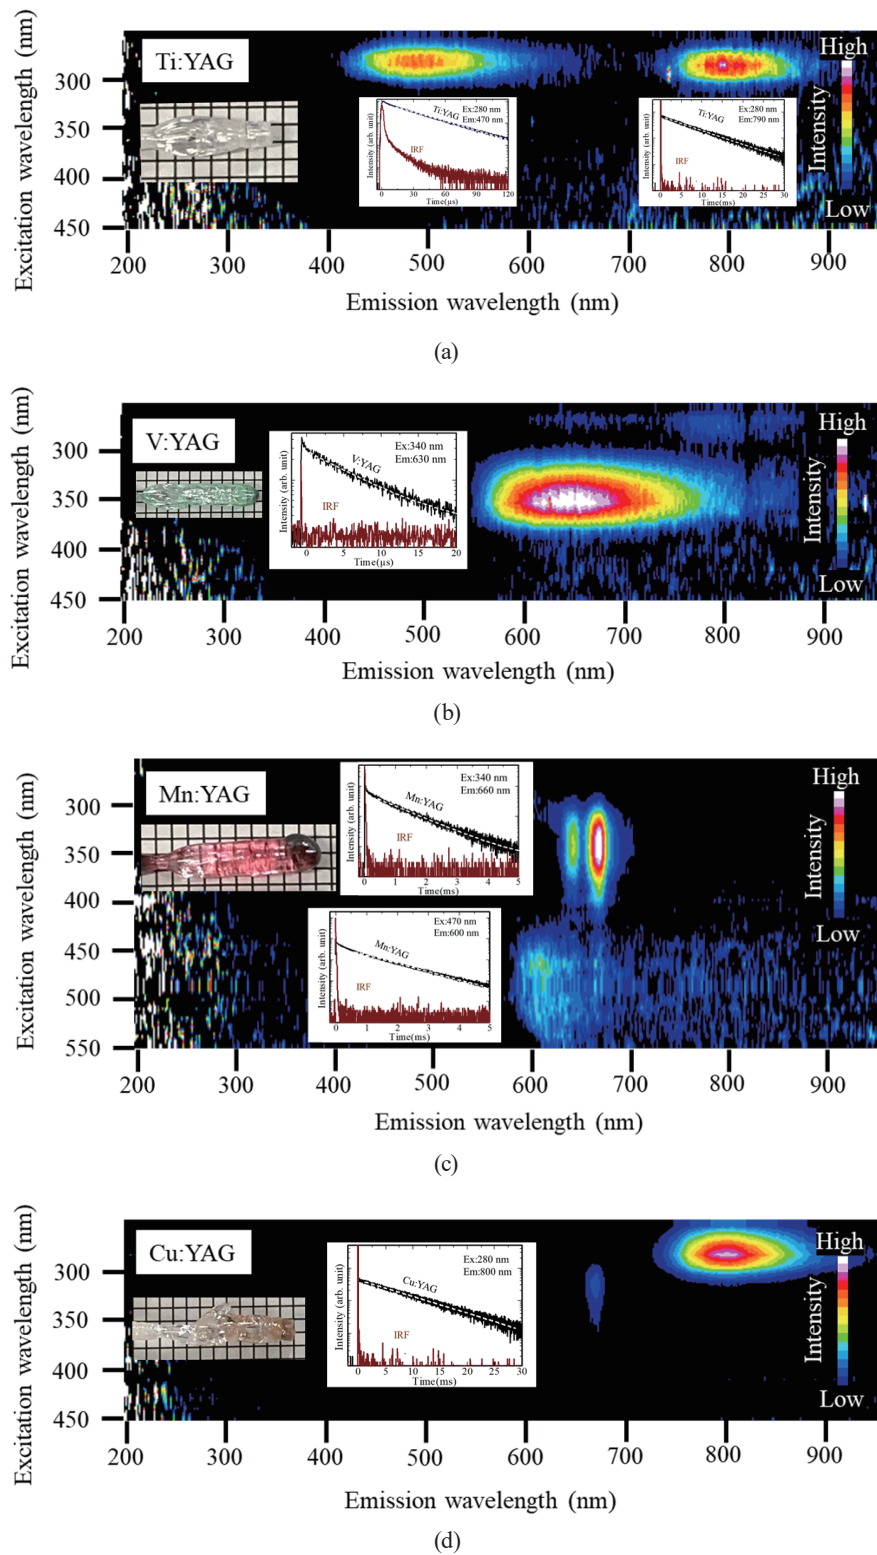 Excitation wavelength (nm)
Ti:YAG
300
350
400
450
Ti:YAG
Ex:280 nm
Em:470 nm
IRF
Intensity (arb. unit)
0 30 60 90 120
Time(µs)
Ti:YAG
Ex:280 nm
Em:790 nm
IRF
Intensity (arb. unit)
0 5 10 15 20 25 30
Time(ms)
High
Intensity
Low
200 300 400 500 600 700 800 900
Emission wavelength (nm)
(a)
Excitation wavelength (nm)
V:YAG
300
350
400
450
V:YAG
Ex:340 nm
Em:630 nm
IRF
Intensity (arb. unit)
0 5 10 15 20
Time(µs)
High
Intensity
Low
200 300 400 500 600 700 800 900
Emission wavelength (nm)
(b)
Excitation wavelength (nm)
Mn:YAG
300
350
400
450
500
550
Mn:YAG
Ex:340 nm
Em:660 nm
IRF
Intensity (arb. unit)
0 1 2 3 4 5
Time(ms)
Mn:YAG
Ex:470 nm
Em:600 nm
IRF
Intensity (arb. unit)
0 1 2 3 4 5
Time(ms)
High
Intensity
Low
200 300 400 500 600 700 800 900
Emission wavelength (nm)
(c)
Excitation wavelength (nm)
Cu:YAG
300
350
400
450
Cu:YAG
Ex:280 nm
Em:800 nm
IRF
Intensity (arb. unit)
0 5 10 15 20 25 30
Time(ms)
High
Intensity
Low
200 300 400 500 600 700 800 900
Emission wavelength (nm)
(d)